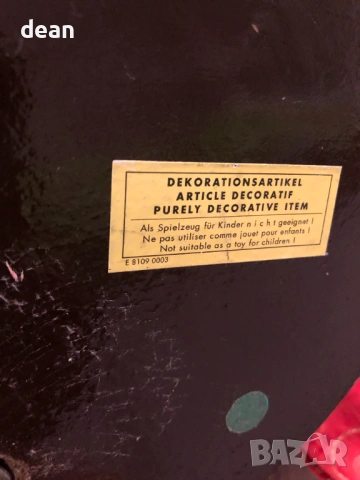 dean
DEKORATIONSARTIKEL
ARTICLE DECORATIF
PURELY DECORATIVE ITEM
Als Spielzeug für Kinder n i c h t geeignet !
Ne pas utiliser comme jouet pour enfants !
Not suitable as a toy for children !
E 8109 0003
BAZAR